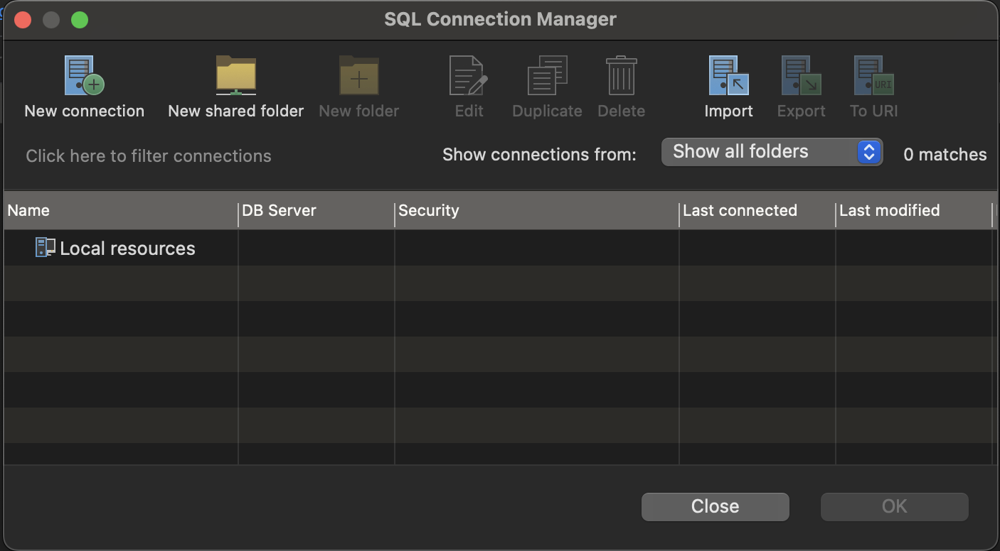 SQL Connection Manager
New connection New shared folder New folder Edit Duplicate Delete Import Export To URI
URI
Click here to filter connections Show connections from: Show all folders 0 matches
Name DB Server Security Last connected Last modified
Local resources
Close OK